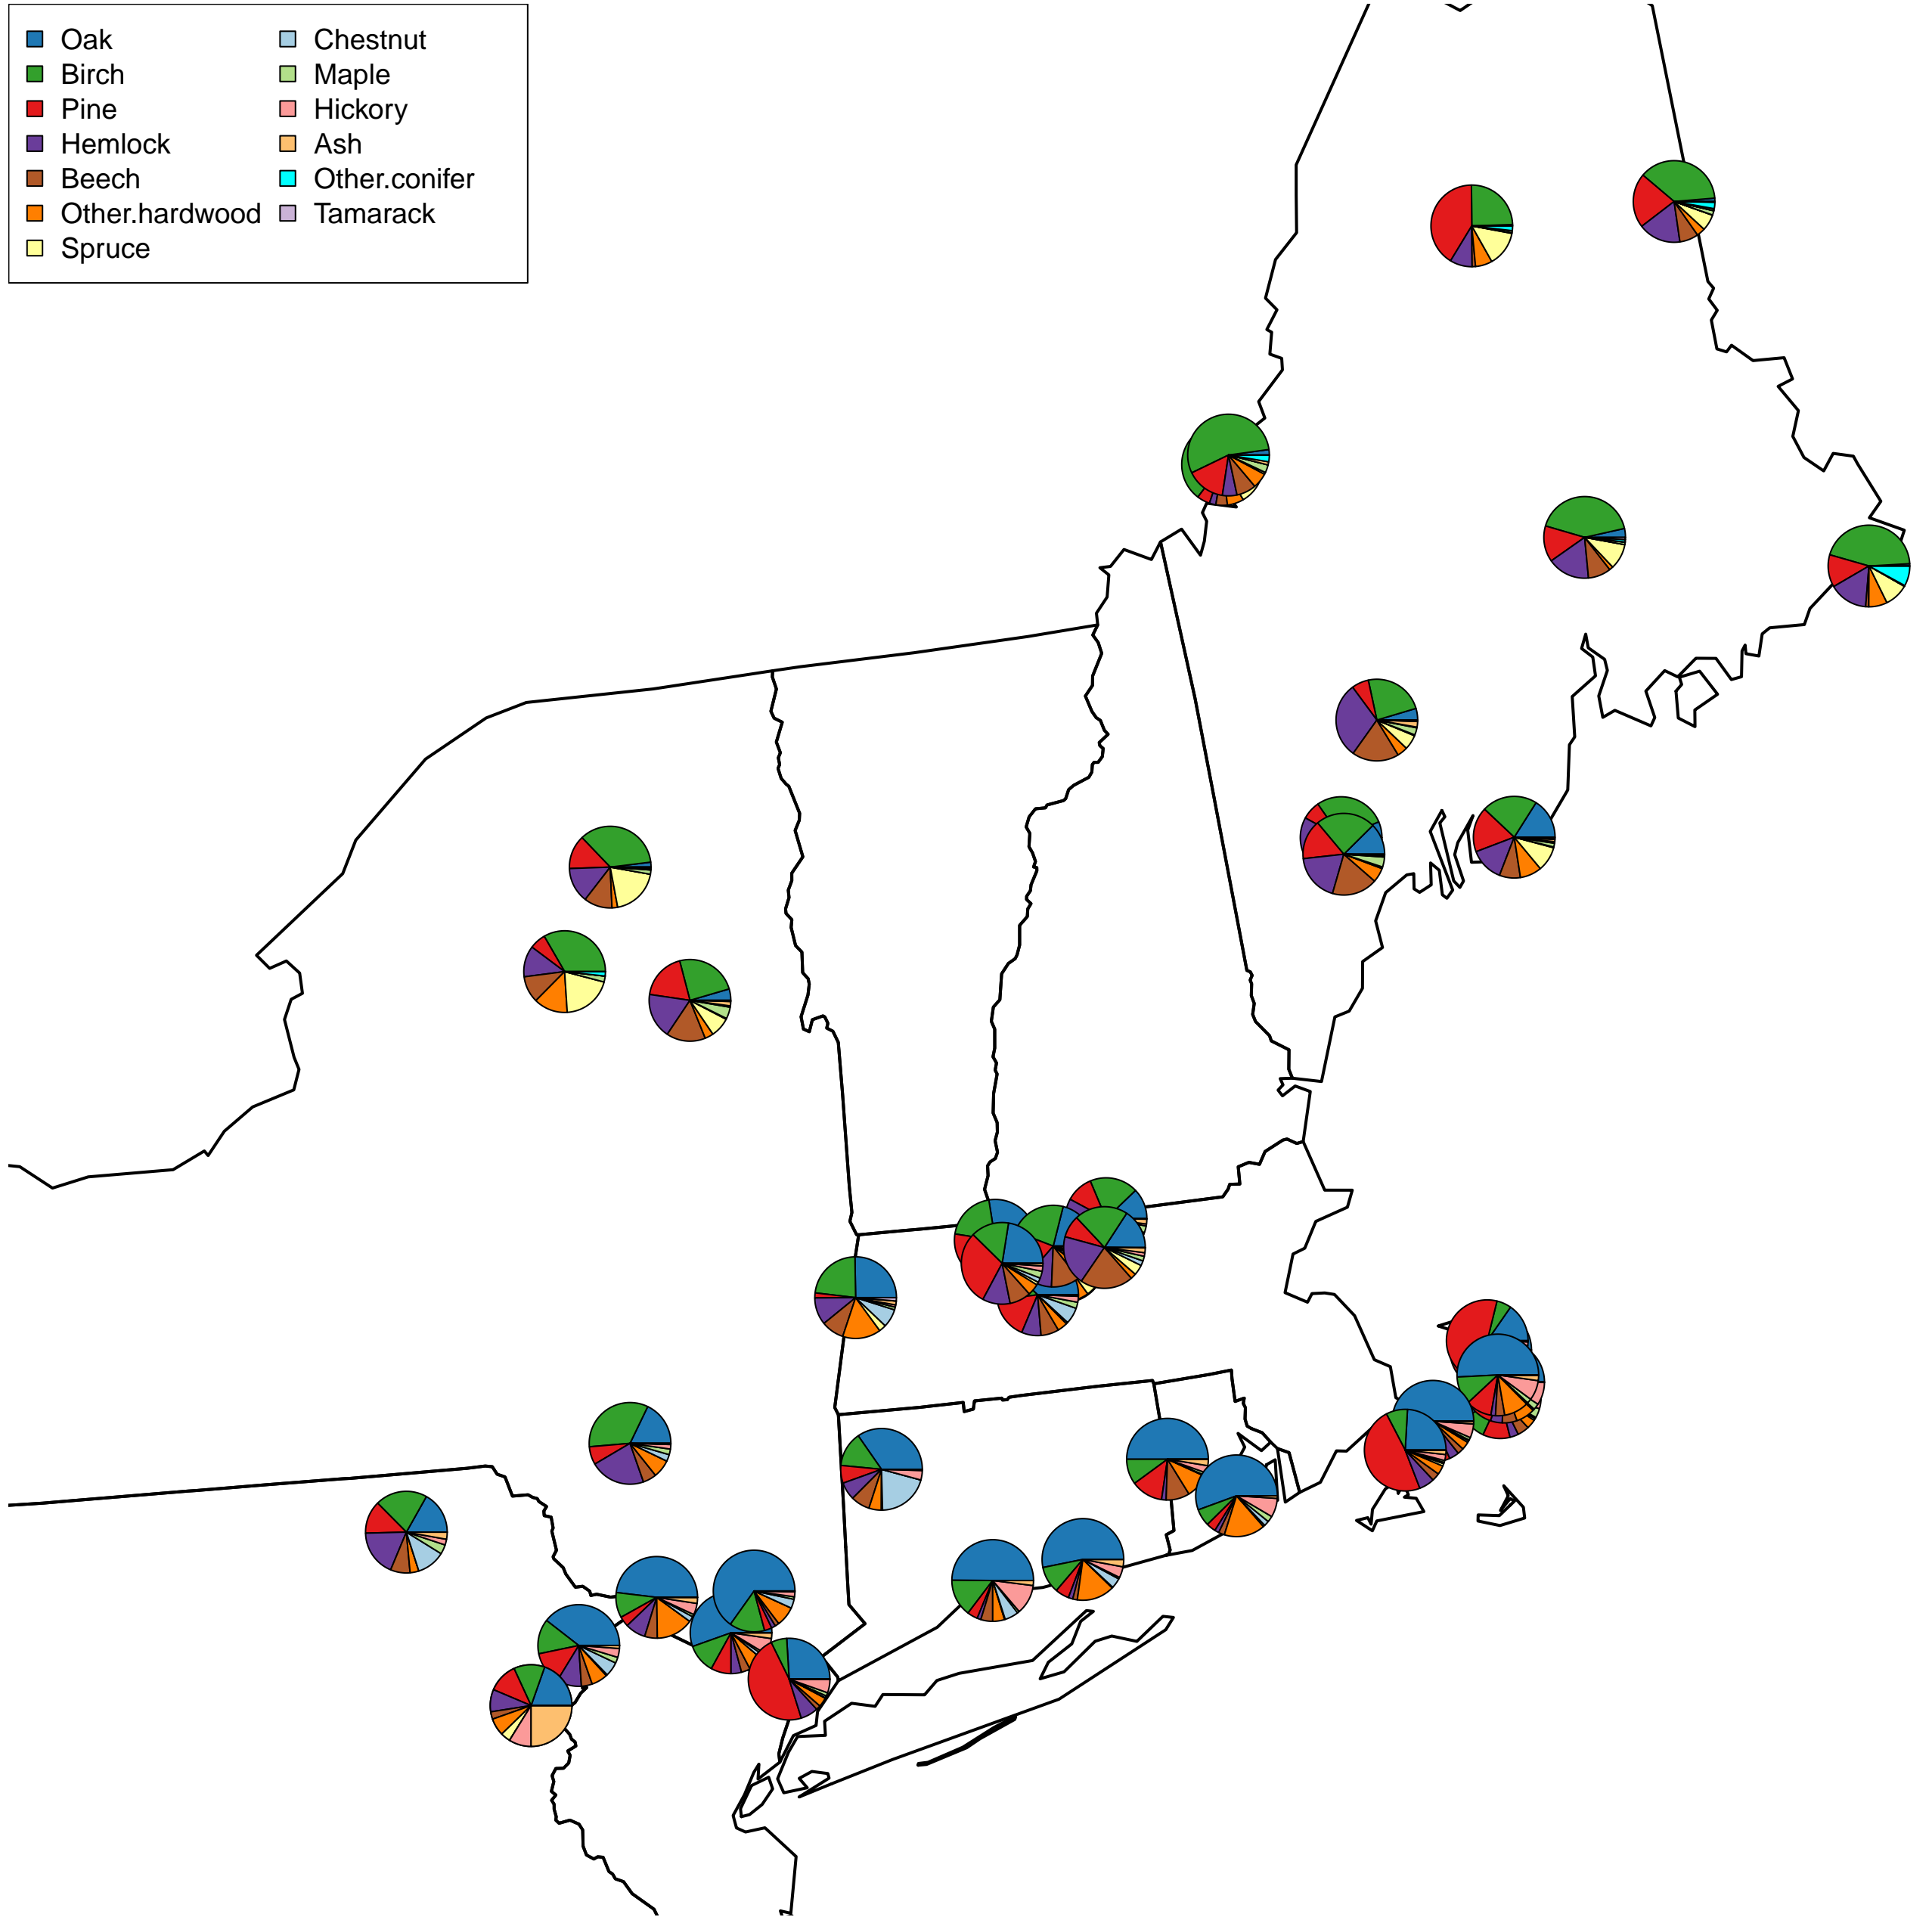 Oak
Birch
Pine
Hemlock
Beech
Other.hardwood
Spruce
Chestnut
Maple
Hickory
Ash
Other.conifer
Tamarack